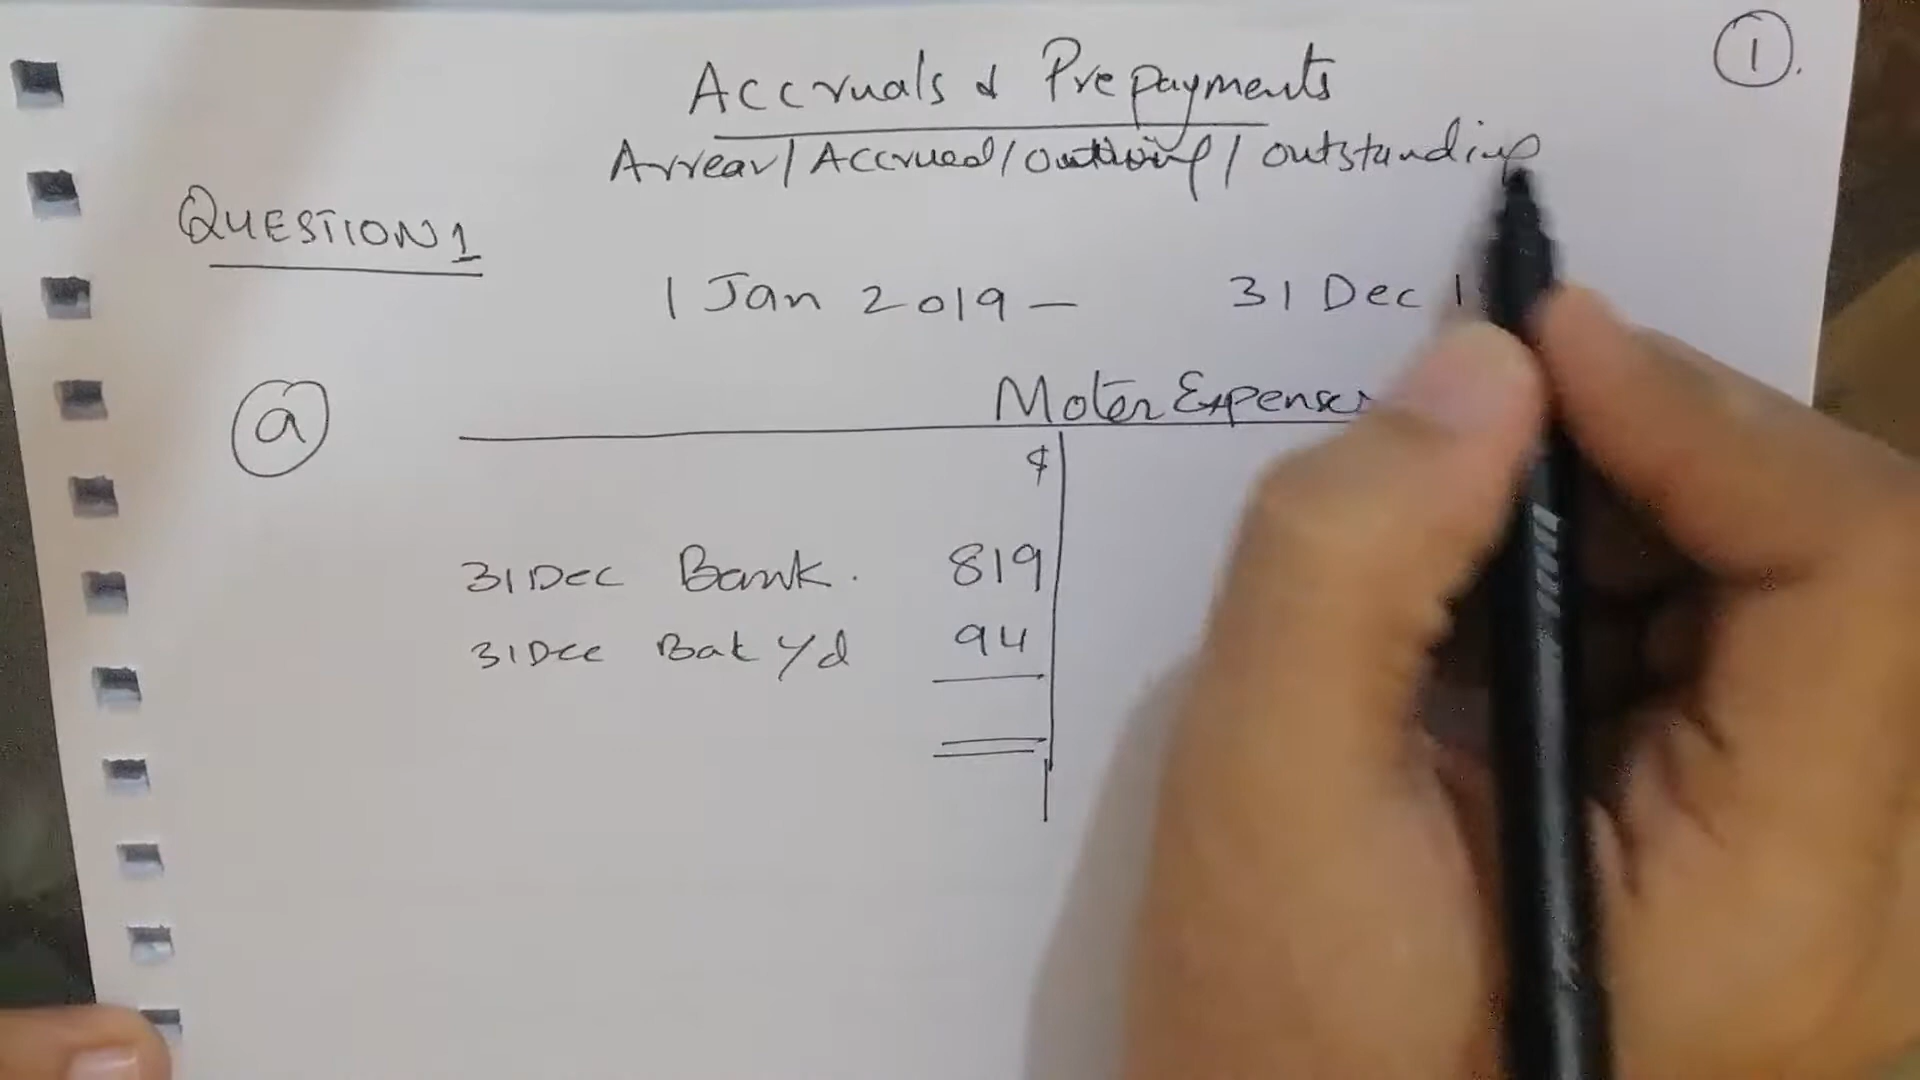 1
Accruals & Prepayments
Arrear / Accrued / / Outstanding
QUESTION 1
1 Jan 2019 – 31 Dec 1
a
Motor Expenses
$
31 Dec Bank. 819
31 Dec Bal c/d 94